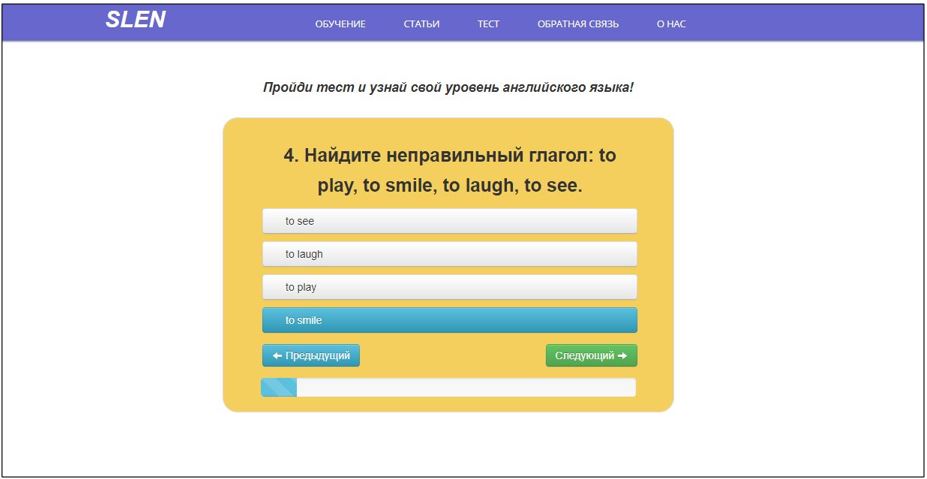 SLEN
ОБУЧЕНИЕ СТАТЬИ ТЕСТ ОБРАТНАЯ СВЯЗЬ О НАС
Пройди тест и узнай свой уровень английского языка!
4. Найдите неправильный глагол: to
play, to smile, to laugh, to see.
to see
to laugh
to play
to smile
← Предыдущий Следующий →